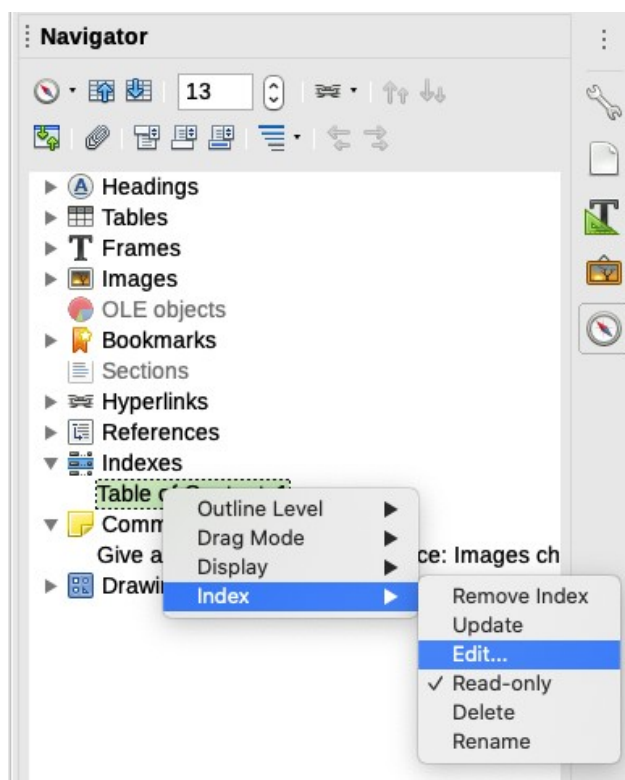 Navigator
13
Headings
Tables
Frames
Images
OLE objects
Bookmarks
Sections
Hyperlinks
References
Indexes
Table of
Comm
Give a ce: Images ch
Drawi
Outline Level
Drag Mode
Display
Index
Remove Index
Update
Edit...
Read-only
Delete
Rename